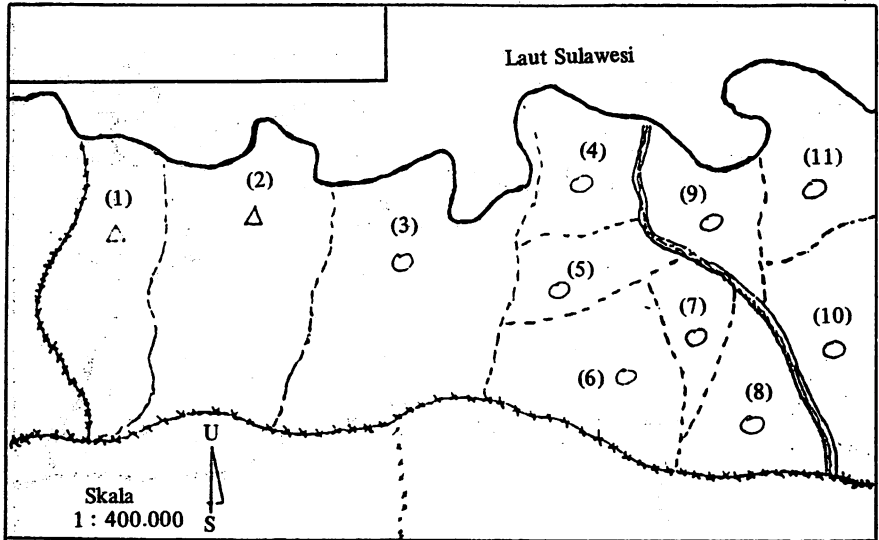 Laut Sulawesi
(1)
(2)
(3)
(4)
(5)
(6)
(7)
(8)
(9)
(10)
(11)
U
S
Skala
1 : 400.000